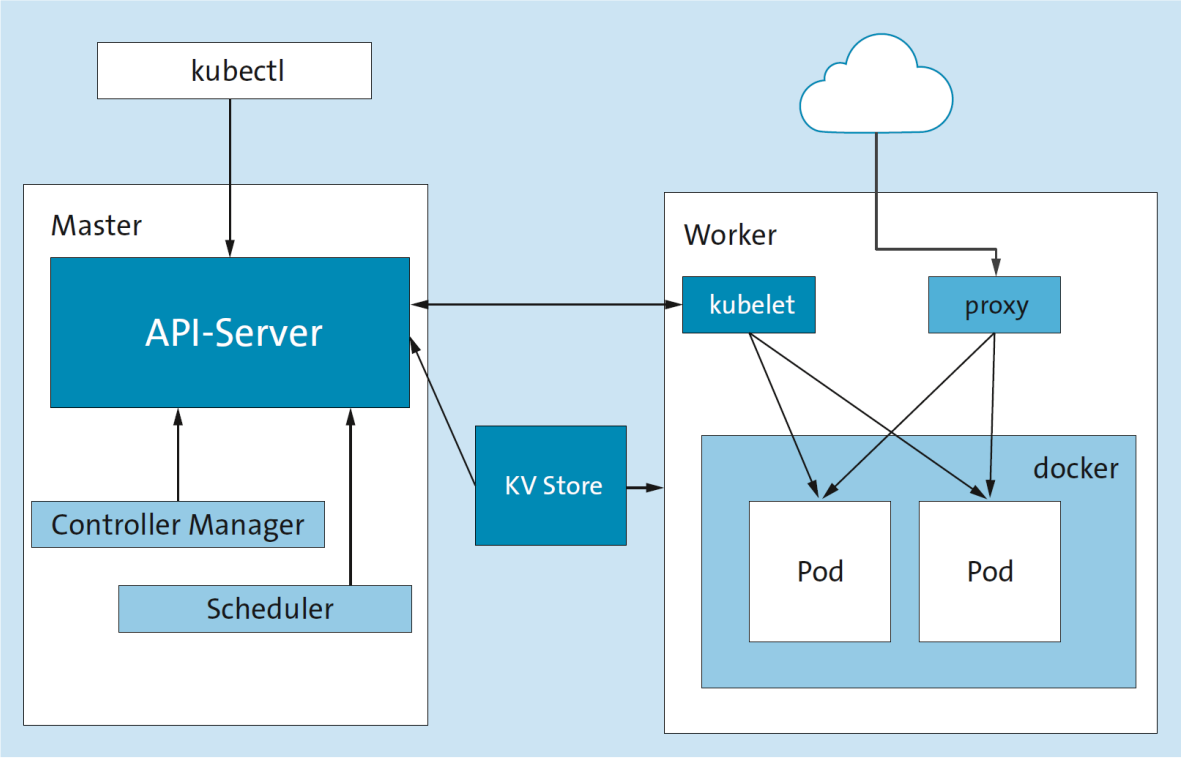 kubectl
Master
API-Server
Controller Manager
Scheduler
KV Store
Worker
kubelet
proxy
docker
Pod
Pod